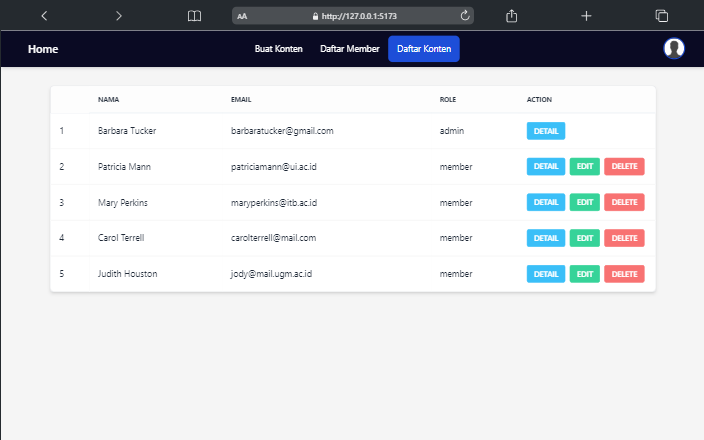 AA http://127.0.0.1:5173
Home Buat Konten Daftar Member Daftar Konten
NAMA EMAIL ROLE ACTION
1 Barbara Tucker barbaratucker@gmail.com admin DETAIL
2 Patricia Mann patriciamann@ui.ac.id member DETAIL EDIT DELETE
3 Mary Perkins maryperkins@itb.ac.id member DETAIL EDIT DELETE
4 Carol Terrell carolterrell@mail.com member DETAIL EDIT DELETE
5 Judith Houston jody@mail.ugm.ac.id member DETAIL EDIT DELETE